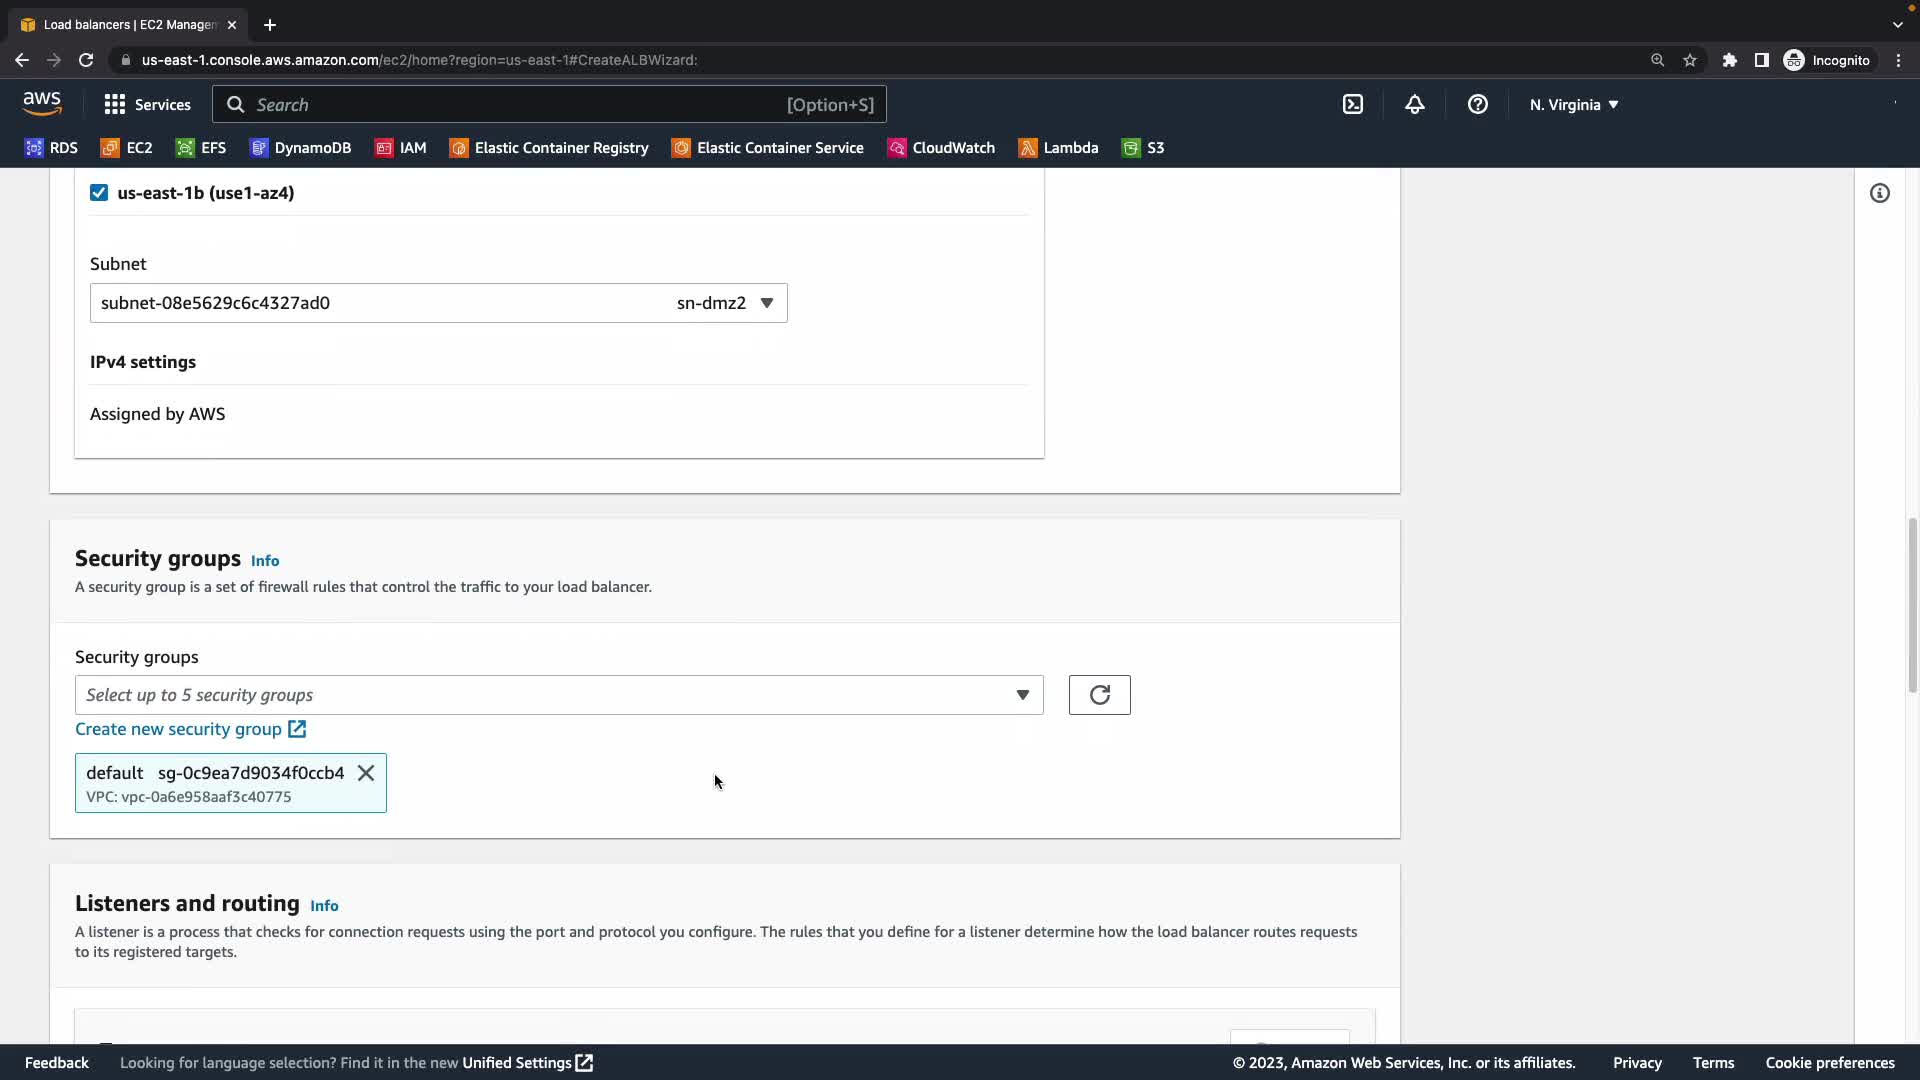 Load balancers | EC2 Managem
us-east-1.console.aws.amazon.com/ec2/home?region=us-east-1#CreateALBWizard:
Incognito
aws
Services
Search
[Option+S]
N. Virginia
RDS
EC2
EFS
DynamoDB
IAM
Elastic Container Registry
Elastic Container Service
CloudWatch
Lambda
S3
us-east-1b (use1-az4)
Subnet
subnet-08e5629c6c4327ad0 sn-dmz2
IPv4 settings
Assigned by AWS
Security groups Info
A security group is a set of firewall rules that control the traffic to your load balancer.
Security groups
Select up to 5 security groups
Create new security group
default sg-0c9ea7d9034f0ccb4
VPC: vpc-0a6e958aaf3c40775
Listeners and routing Info
A listener is a process that checks for connection requests using the port and protocol you configure. The rules that you define for a listener determine how the load balancer routes requests
to its registered targets.
Feedback
Looking for language selection? Find it in the new Unified Settings
© 2023, Amazon Web Services, Inc. or its affiliates.
Privacy
Terms
Cookie preferences